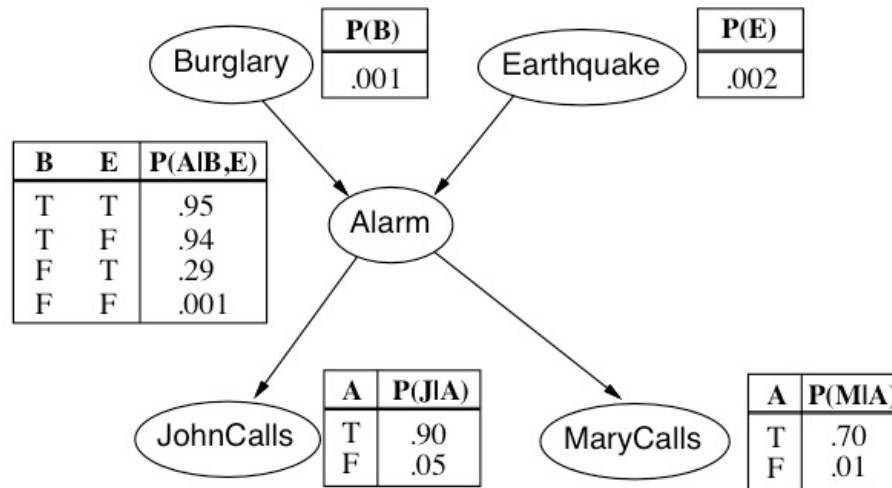 Burglary
P(B)
.001
Earthquake
P(E)
.002
B E P(A|B,E)
T T .95
T F .94
F T .29
F F .001
Alarm
JohnCalls
A P(J|A)
T .90
F .05
MaryCalls
A P(M|A)
T .70
F .01